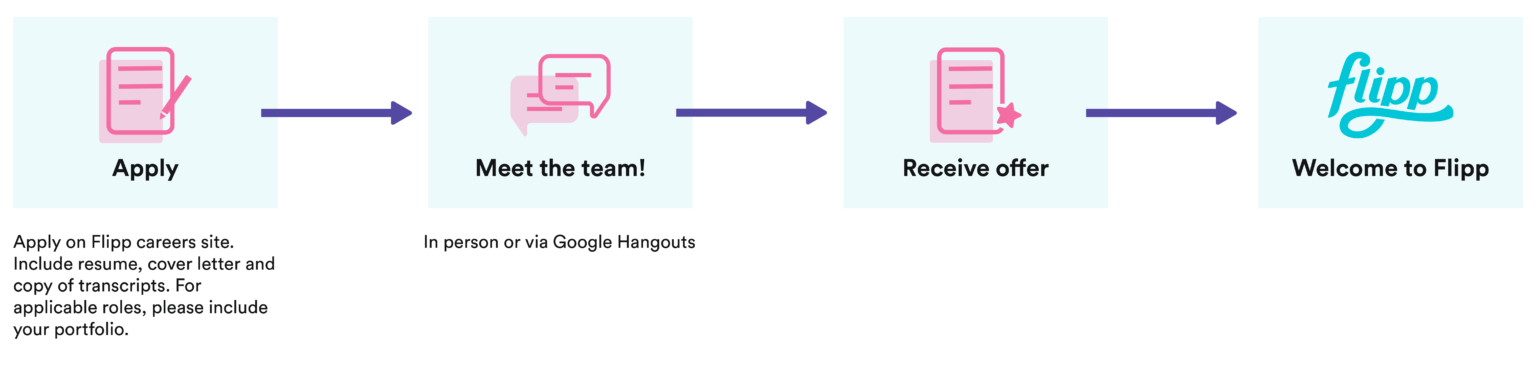 flipp
Apply
Meet the team!
Receive offer
Welcome to Flipp
Apply on Flipp careers site.
Include resume, cover letter and
copy of transcripts. For
applicable roles, please include
your portfolio.
In person or via Google Hangouts